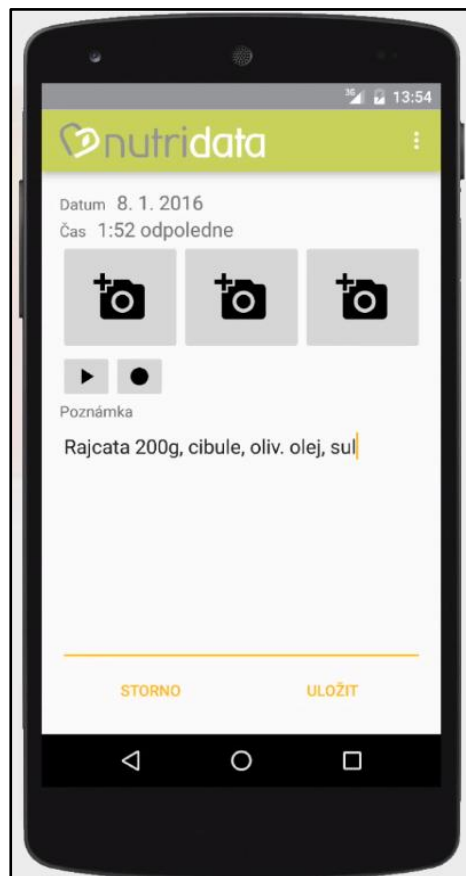 3G 13:54
nutridata
Datum 8. 1. 2016
Čas 1:52 odpoledne
Poznámka
Rajcata 200g, cibule, oliv. olej, sul
STORNO ULOŽIT